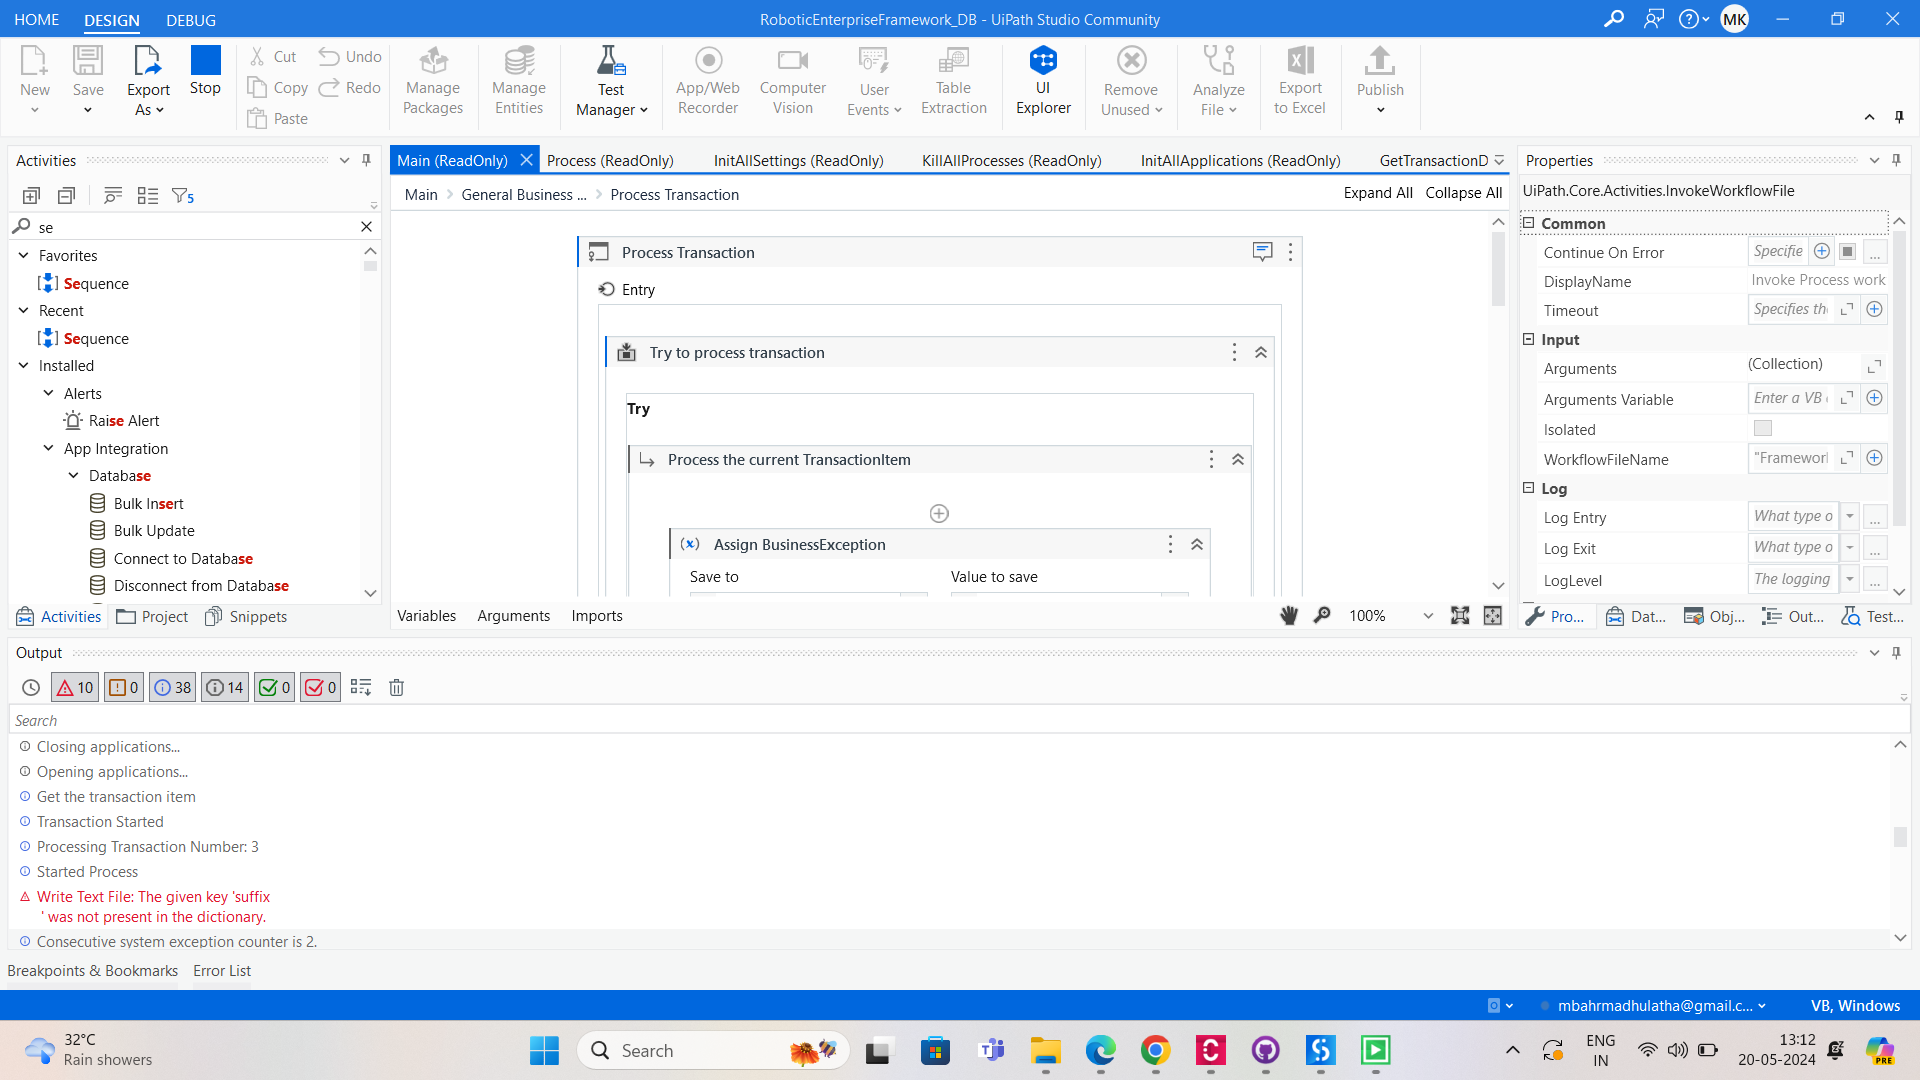 HOME DESIGN DEBUG
RoboticEnterpriseFramework_DB - UiPath Studio Community
MK
New
Save
Export
As
Stop
Cut
Copy
Paste
Undo
Redo
Manage
Packages
Manage
Entities
Test
Manager
App/Web
Recorder
Computer
Vision
User
Events
Table
Extraction
UI
Explorer
Remove
Unused
Analyze
File
Export
to Excel
Publish
Activities
5
se
Favorites
Sequence
Recent
Sequence
Installed
Alerts
Raise Alert
App Integration
Database
Bulk Insert
Bulk Update
Connect to Database
Disconnect from Database
Activities Project Snippets
Main (ReadOnly) Process (ReadOnly) InitAllSettings (ReadOnly) KillAllProcesses (ReadOnly) InitAllApplications (ReadOnly) GetTransactionD
Main > General Business ... > Process Transaction
Expand All Collapse All
Process Transaction
Entry
Try to process transaction
Try
Process the current TransactionItem
(x) Assign BusinessException
Save to Value to save
Variables Arguments Imports
100%
Properties
UiPath.Core.Activities.InvokeWorkflowFile
Common
Continue On Error Specifie ...
DisplayName Invoke Process work
Timeout Specifies th
Input
Arguments (Collection)
Arguments Variable Enter a VB
Isolated
WorkflowFileName "Framework
Log
Log Entry What type o ...
Log Exit What type o ...
LogLevel The logging ...
Pro... Dat... Obj... Out... Test...
Output
10 0 38 14 0 0
Search
Closing applications...
Opening applications...
Get the transaction item
Transaction Started
Processing Transaction Number: 3
Started Process
Write Text File: The given key 'suffix
' was not present in the dictionary.
Consecutive system exception counter is 2.
Breakpoints & Bookmarks Error List
mbahrmadhulatha@gmail.c...
VB, Windows
32°C
Rain showers
Search
ENG
IN
13:12
20-05-2024
PRE